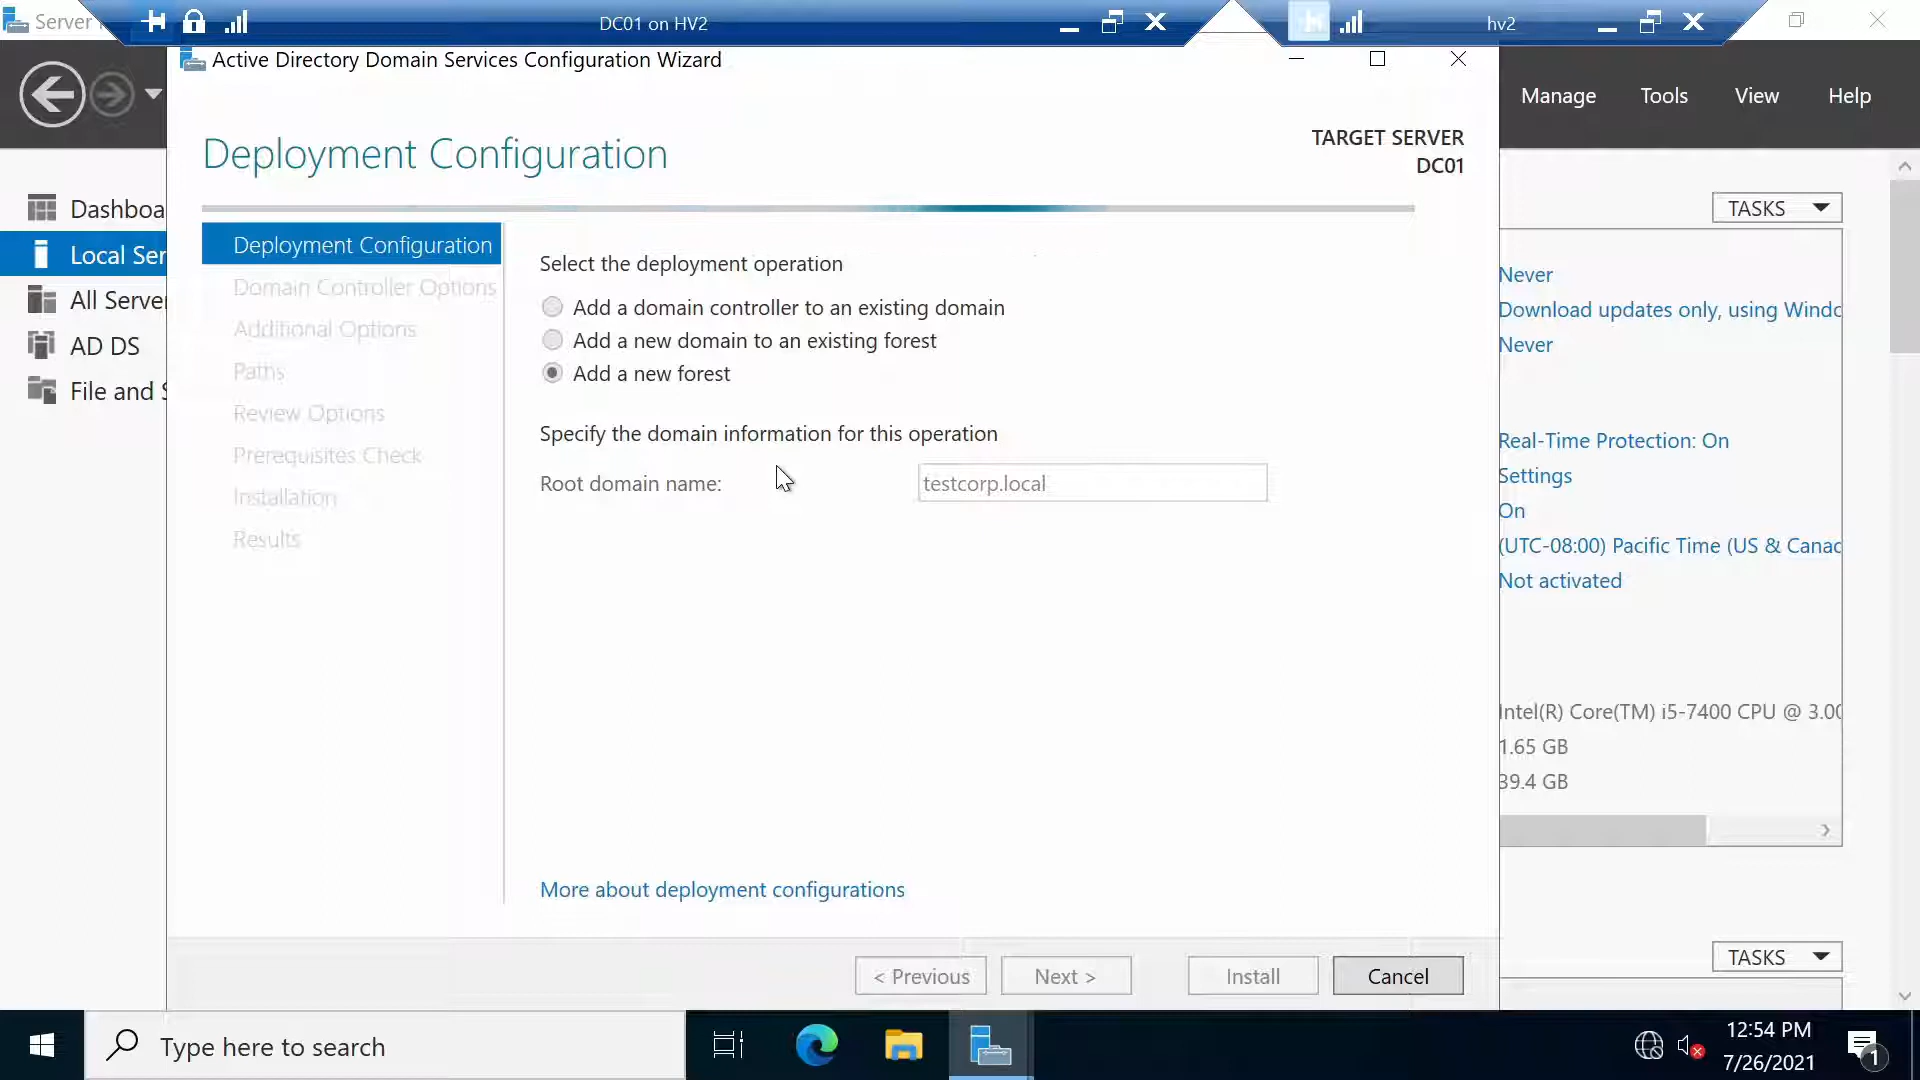 Server
DC01 on HV2
hv2
Active Directory Domain Services Configuration Wizard
Manage
Tools
View
Help
Deployment Configuration
TARGET SERVER
DC01
Dashboa
Local Ser
All Server
AD DS
File and S
Deployment Configuration
Domain Controller Options
Additional Options
Paths
Review Options
Prerequisites Check
Installation
Results
Select the deployment operation
Add a domain controller to an existing domain
Add a new domain to an existing forest
Add a new forest
Specify the domain information for this operation
Root domain name:
testcorp.local
More about deployment configurations
< Previous
Next >
Install
Cancel
TASKS
Never
Download updates only, using Windo
Never
Real-Time Protection: On
Settings
On
(UTC-08:00) Pacific Time (US & Canad
Not activated
Intel(R) Core(TM) i5-7400 CPU @ 3.00
1.65 GB
39.4 GB
TASKS
Type here to search
12:54 PM
7/26/2021
1